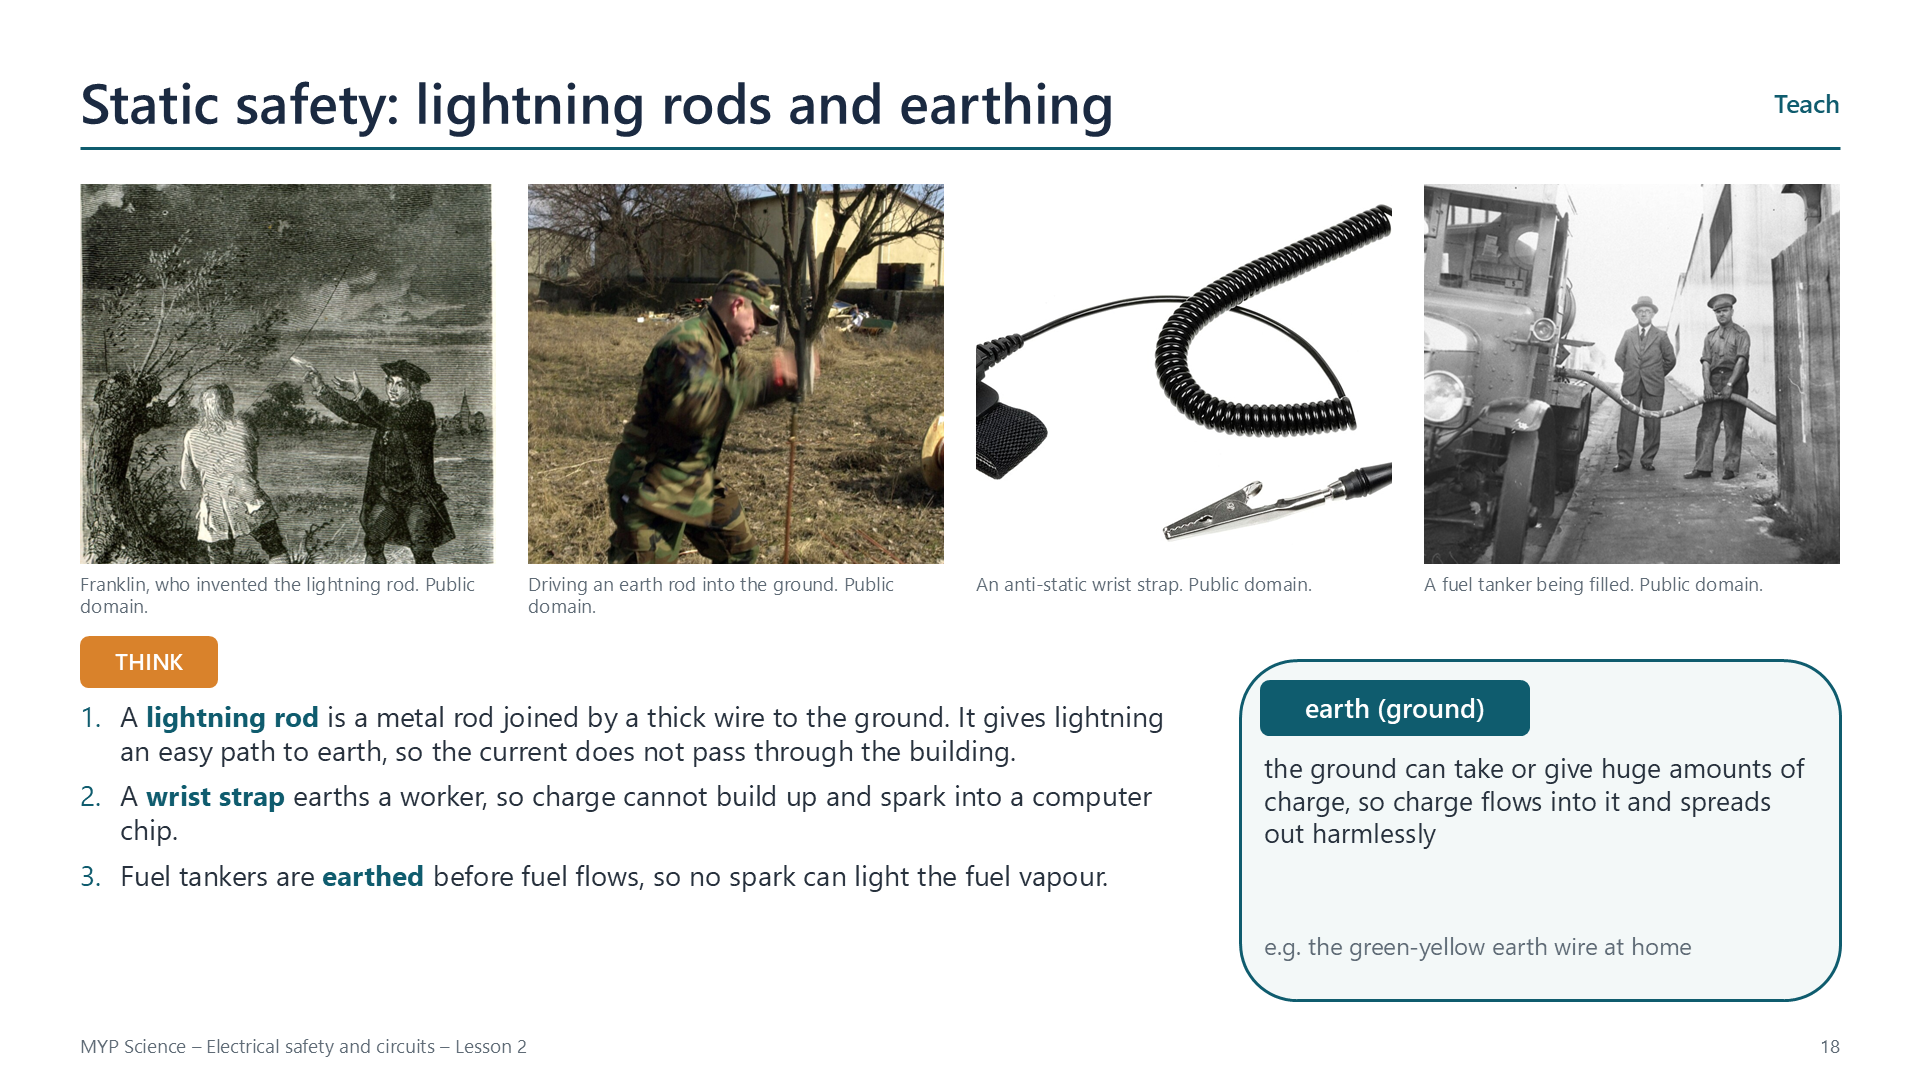 Static safety: lightning rods and earthing
Teach
Franklin, who invented the lightning rod. Public
domain.
Driving an earth rod into the ground. Public
domain.
An anti-static wrist strap. Public domain.
A fuel tanker being filled. Public domain.
THINK
1. A lightning rod is a metal rod joined by a thick wire to the ground. It gives lightning
an easy path to earth, so the current does not pass through the building.
2. A wrist strap earths a worker, so charge cannot build up and spark into a computer
chip.
3. Fuel tankers are earthed before fuel flows, so no spark can light the fuel vapour.
earth (ground)
the ground can take or give huge amounts of
charge, so charge flows into it and spreads
out harmlessly
e.g. the green-yellow earth wire at home
MYP Science – Electrical safety and circuits – Lesson 2
18